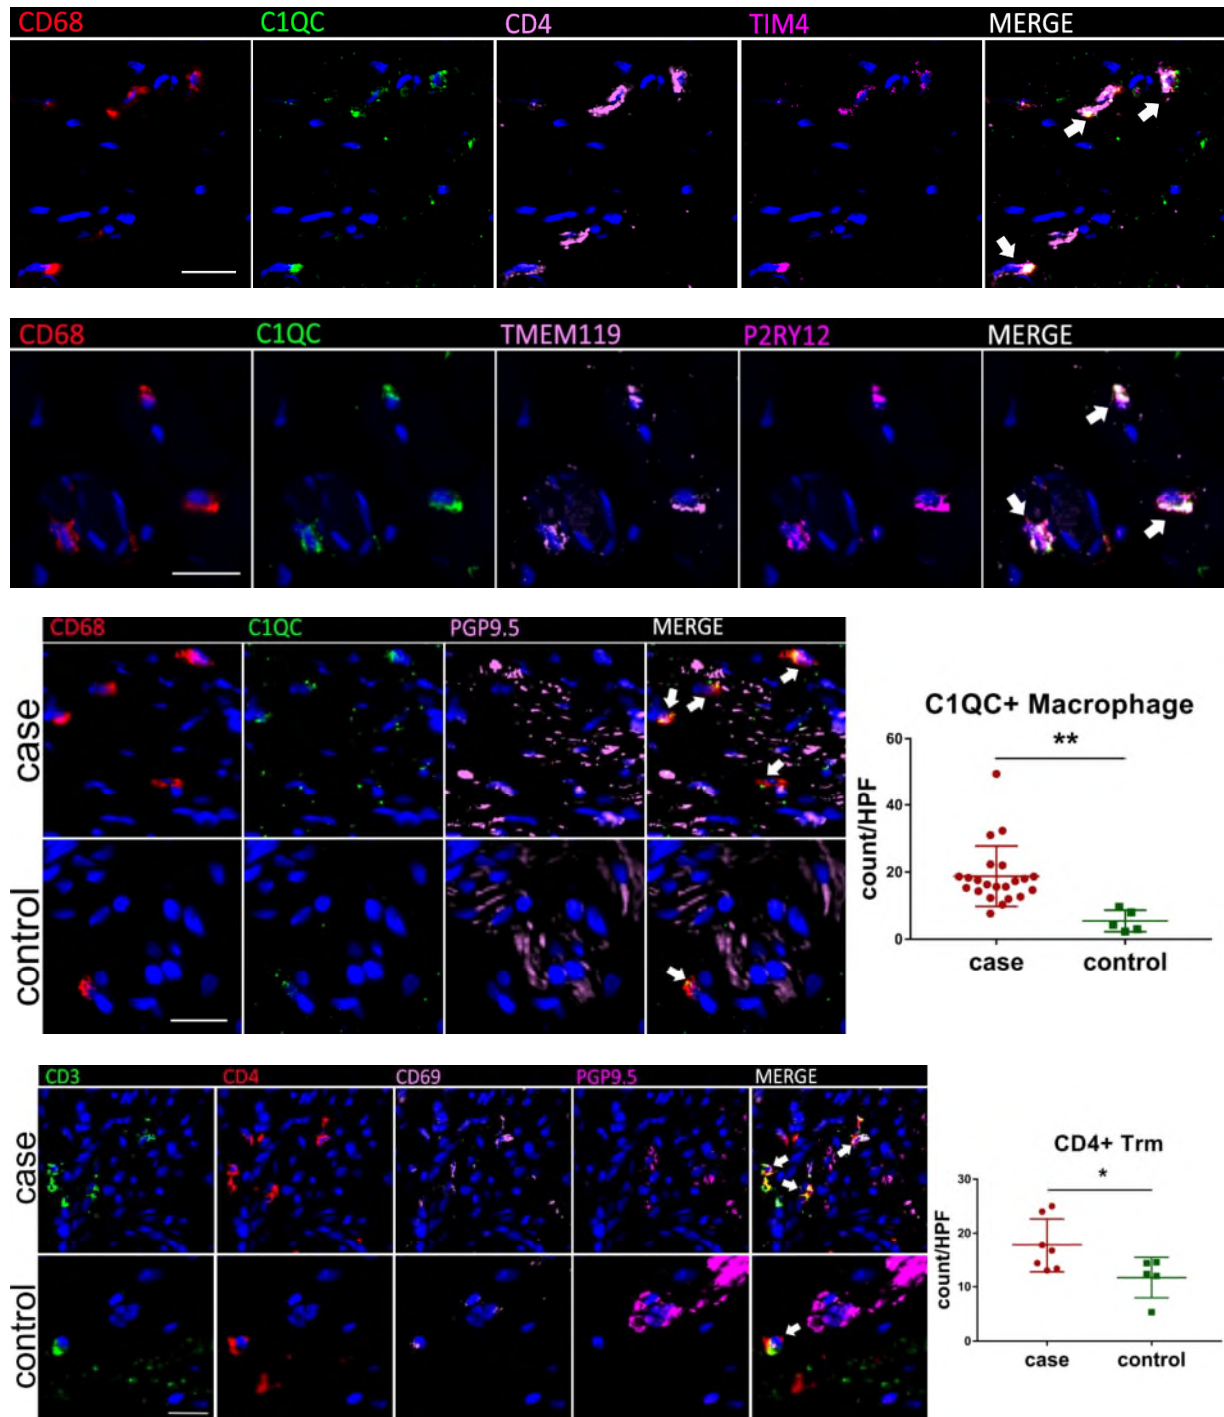 CD68 C1QC CD4 TIM4 MERGE
CD68 C1QC TMEM119 P2RY12 MERGE
CD68 C1QC PGP9.5 MERGE
case
control
C1QC+ Macrophage
**
count/HPF
60
40
20
0
case control
CD3 CD4 CD69 PGP9.5 MERGE
case
control
CD4+ Trm
*
count/HPF
30
20
10
0
case control